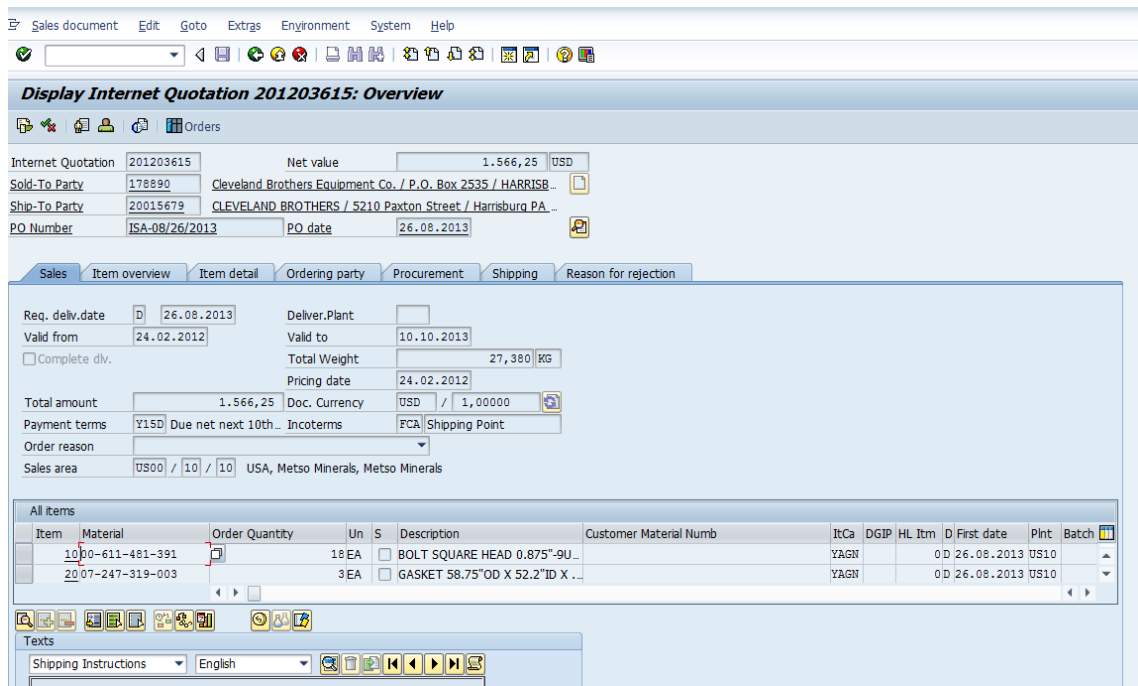 Sales document Edit Goto Extras Environment System Help
Display Internet Quotation 201203615: Overview
Orders
Internet Quotation 201203615 Net value 1.566,25 USD
Sold-To Party 178890 Cleveland Brothers Equipment Co. / P.O. Box 2535 / HARRISB…
Ship-To Party 20015679 CLEVELAND BROTHERS / 5210 Paxton Street / Harrisburg PA …
PO Number ISA-08/26/2013 PO date 26.08.2013
Sales Item overview Item detail Ordering party Procurement Shipping Reason for rejection
Req. deliv.date D 26.08.2013 Deliver.Plant
Valid from 24.02.2012 Valid to 10.10.2013
Complete dlv. Total Weight 27,380 KG
Pricing date 24.02.2012
Total amount 1.566,25 Doc. Currency USD / 1,00000
Payment terms Y15D Due net next 10th… Incoterms FCA Shipping Point
Order reason
Sales area US00 / 10 / 10 USA, Metso Minerals, Metso Minerals
All items
Item Material Order Quantity Un S Description Customer Material Numb ItCa DGIP HL Itm D First date Plnt Batch
10 00-611-481-391 18 EA BOLT SQUARE HEAD 0.875"-9U… YAGN 0 D 26.08.2013 US10
20 07-247-319-003 3 EA GASKET 58.75"OD X 52.2"ID X … YAGN 0 D 26.08.2013 US10
Texts
Shipping Instructions English